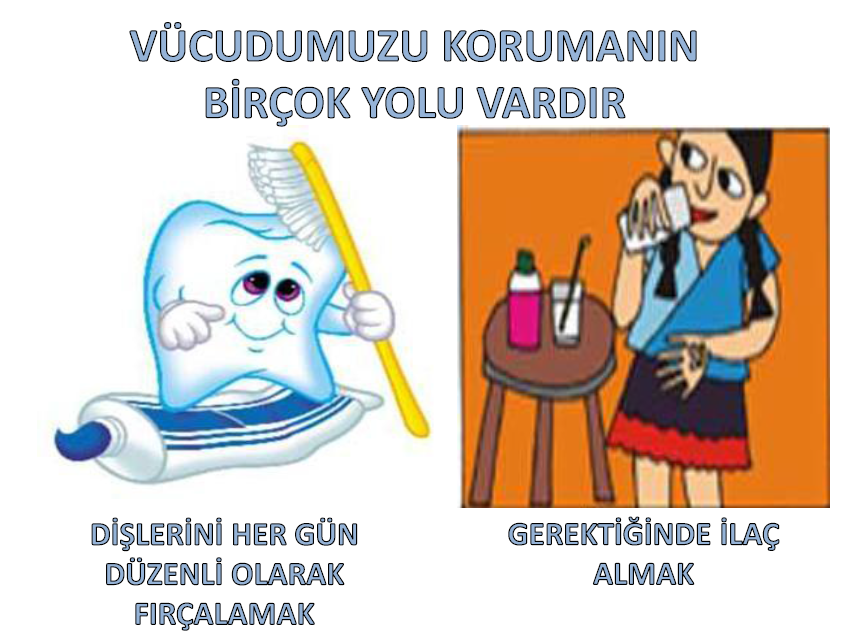 VÜCUDUMUZU KORUMANIN
BİRÇOK YOLU VARDIR
DİŞLERİNİ HER GÜN
DÜZENLİ OLARAK
FIRÇALAMAK
GEREKTİĞİNDE İLAÇ
ALMAK